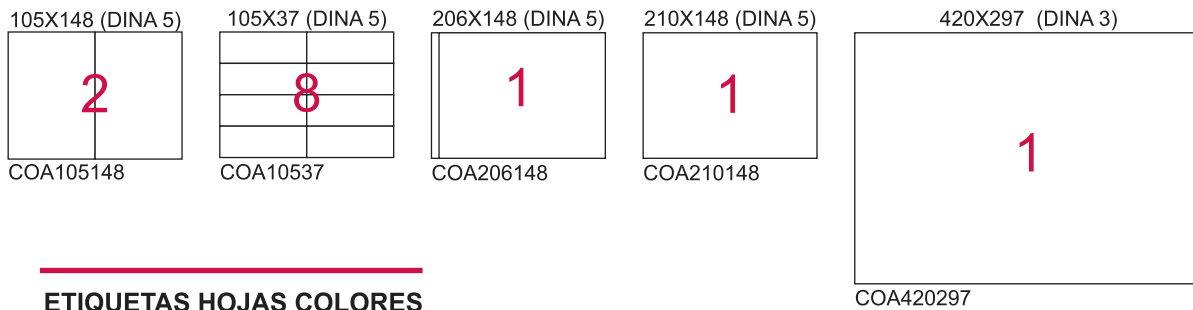 105X148 (DINA 5)
2
COA105148
105X37 (DINA 5)
8
COA10537
206X148 (DINA 5)
1
COA206148
210X148 (DINA 5)
1
COA210148
420X297 (DINA 3)
1
COA420297
ETIQUETAS HOJAS COLORES